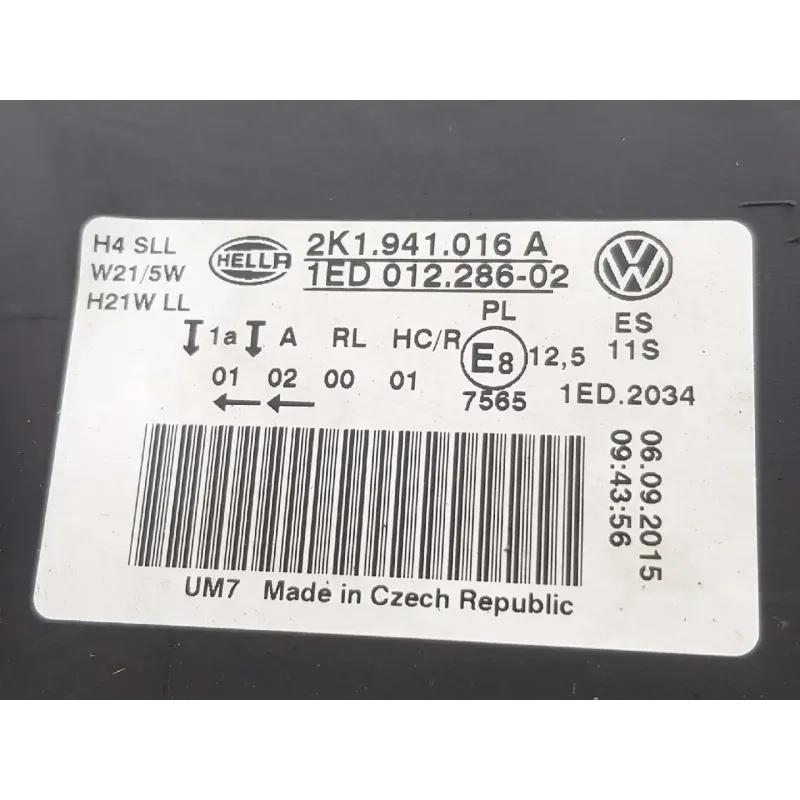 H4 SLL
W21/5W
H21W LL
HELLA
2K1.941.016 A
1ED 012.286-02
PL
ES
11S
1a A RL HC/R E8 12,5
01 02 00 01
7565
1ED.2034
06.09.2015
09:43:56
UM7 Made in Czech Republic